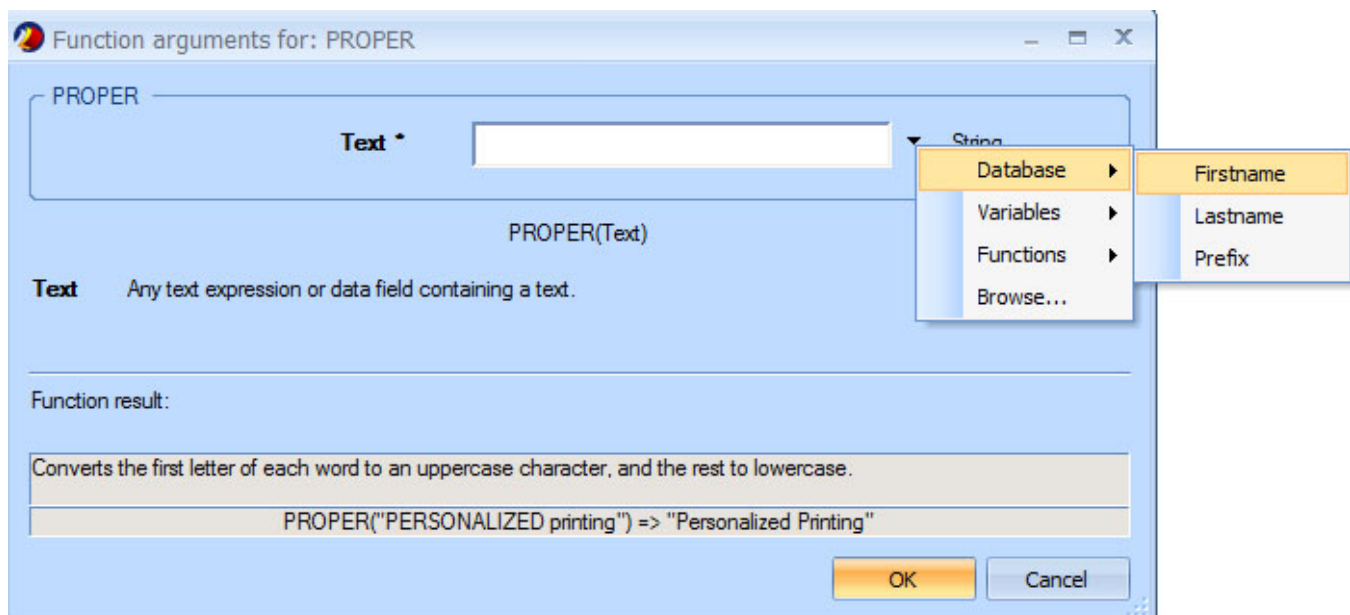 Function arguments for: PROPER
PROPER
Text * String
Database Firstname
Variables Lastname
Functions Prefix
Browse...
PROPER(Text)
Text Any text expression or data field containing a text.
Function result:
Converts the first letter of each word to an uppercase character, and the rest to lowercase.
PROPER("PERSONALIZED printing") => "Personalized Printing"
OK Cancel